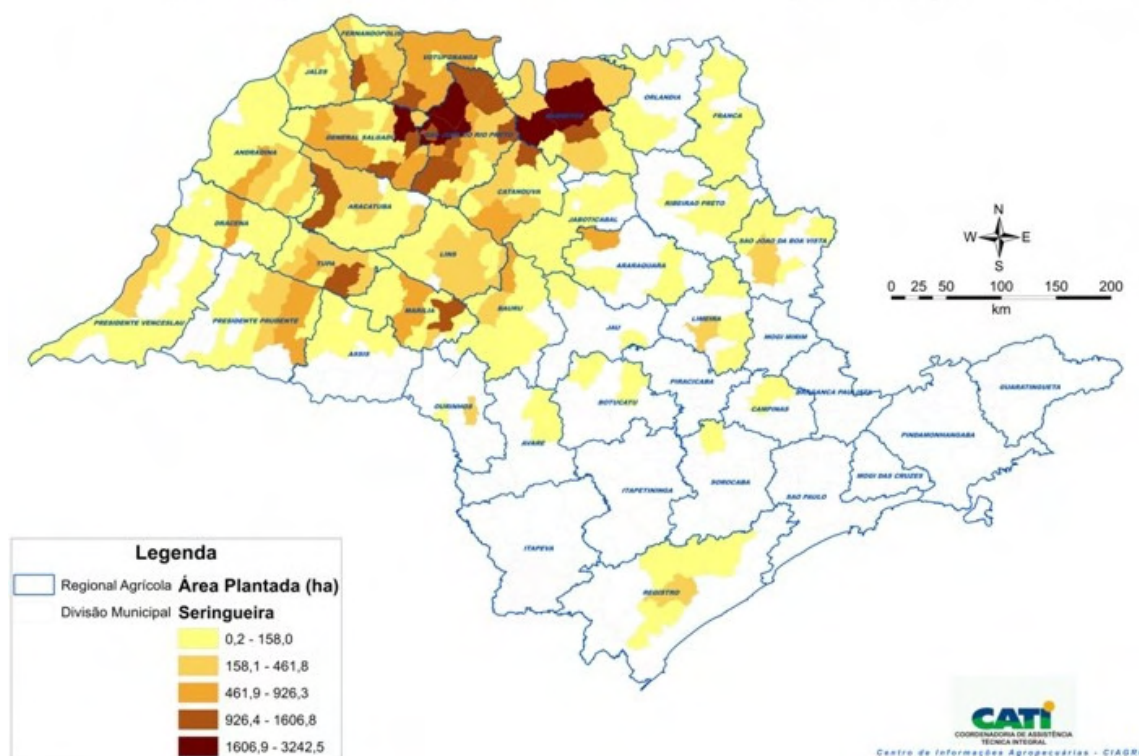 FERNANDOPOLIS
VOTUPORANGA
JALES
ORLANDIA
BARRETOS
FRANCA
GENERAL SALGADO
SAO JOSE DO RIO PRETO
ANDRADINA
CATANDUVA
RIBEIRAO PRETO
ARACATUBA
DRACENA
JABOTICABAL
SAO JOAO DA BOA VISTA
LINS
TUPA
ARARAQUARA
N
W E
S
0 25 50 100 150 200
km
MARILIA
BAURU
PRESIDENTE VENCESLAU
PRESIDENTE PRUDENTE
LIMEIRA
JAU
MOGI MIRIM
ASSIS
PIRACICABA
GUARATINGUETA
BRAGANCA PAULISTA
OURINHOS
BOTUCATU
CAMPINAS
PINDAMONHANGABA
AVARE
MOGI DAS CRUZES
SOROCABA
ITAPETININGA
SAO PAULO
ITAPEVA
REGISTRO
Legenda
Regional Agrícola Área Plantada (ha)
Divisão Municipal Seringueira
0,2 - 158,0
158,1 - 461,8
461,9 - 926,3
926,4 - 1606,8
1606,9 - 3242,5
CATI
COORDENADORIA DE ASSISTÊNCIA
TÉCNICA INTEGRAL
Centro de Informações Agropecuárias - CIAGRO